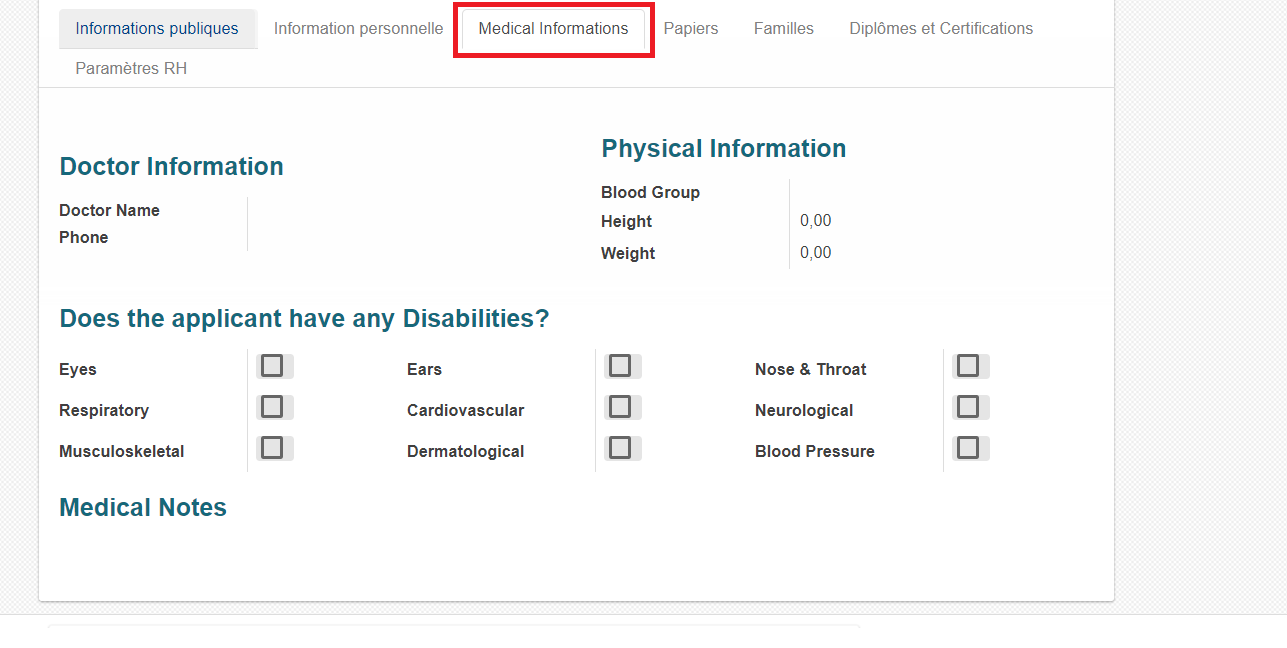 Informations publiques Information personnelle Medical Informations Papiers Familles Diplômes et Certifications
Paramètres RH
Doctor Information
Doctor Name
Phone
Physical Information
Blood Group
Height 0,00
Weight 0,00
Does the applicant have any Disabilities?
Eyes Ears Nose & Throat
Respiratory Cardiovascular Neurological
Musculoskeletal Dermatological Blood Pressure
Medical Notes